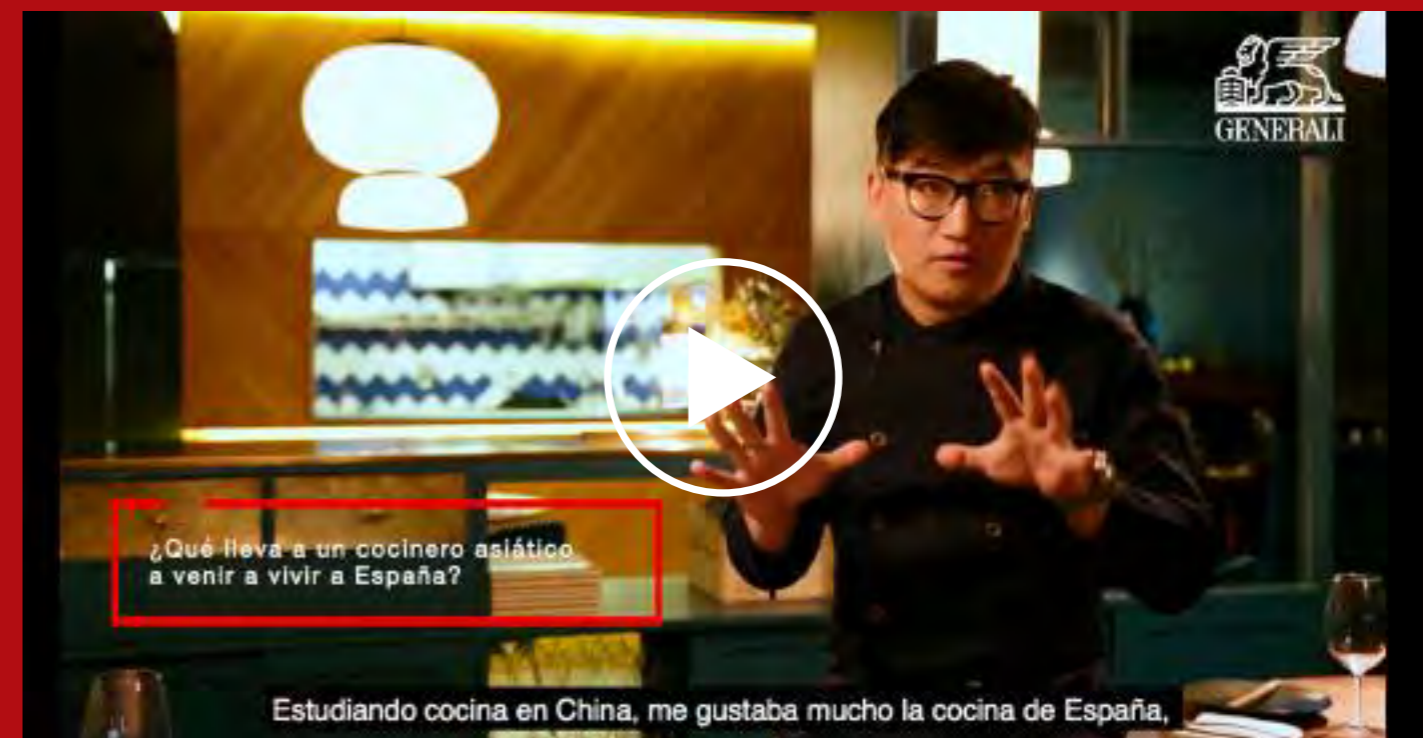 GENERALI
¿Qué lleva a un cocinero asiático
a venir a vivir a España?
Estudiando cocina en China, me gustaba mucho la cocina de España,